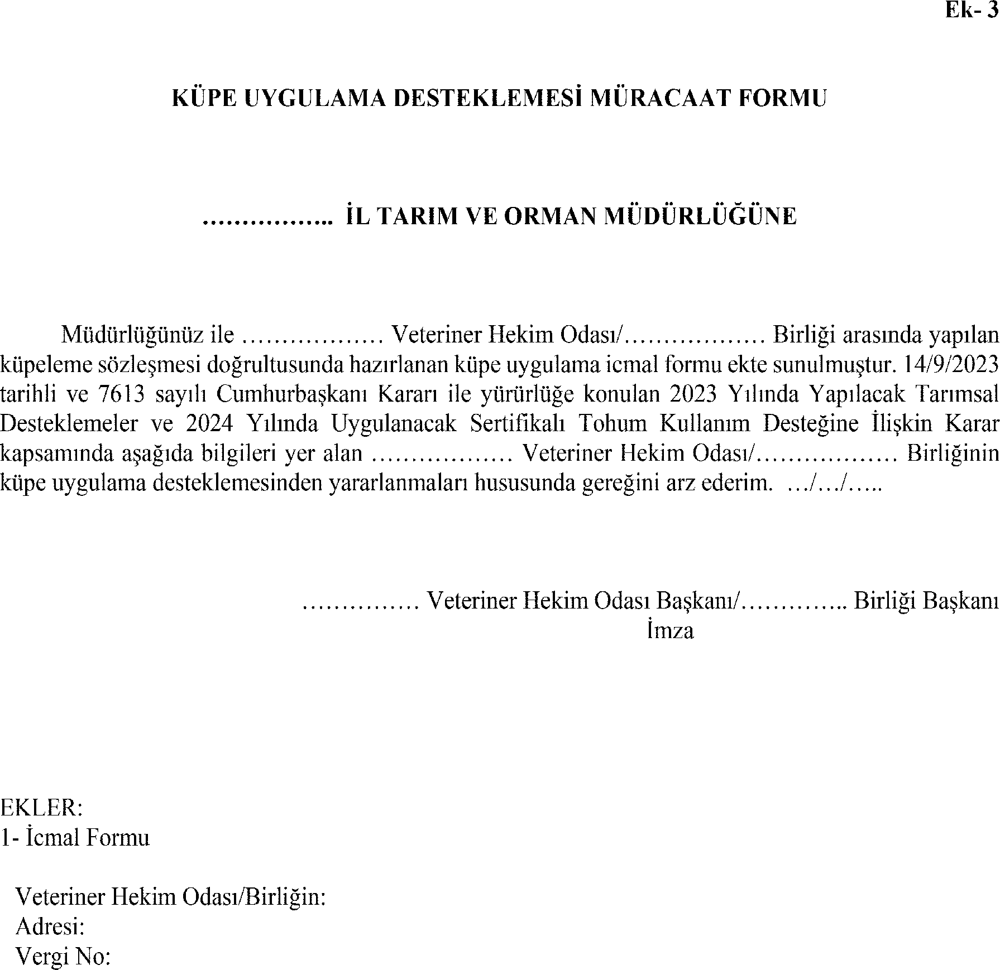 Ek- 3
KÜPE UYGULAMA DESTEKLEMESİ MÜRACAAT FORMU
................. İL TARIM VE ORMAN MÜDÜRLÜĞÜNE
Müdürlüğünüz ile .................. Veteriner Hekim Odası/.................. Birliği arasında yapılan
küpeleme sözleşmesi doğrultusunda hazırlanan küpe uygulama icmal formu ekte sunulmuştur. 14/9/2023
tarihli ve 7613 sayılı Cumhurbaşkanı Kararı ile yürürlüğe konulan 2023 Yılında Yapılacak Tarımsal
Desteklemeler ve 2024 Yılında Uygulanacak Sertifikalı Tohum Kullanım Desteğine İlişkin Karar
kapsamında aşağıda bilgileri yer alan .................. Veteriner Hekim Odası/.................. Birliğinin
küpe uygulama desteklemesinden yararlanmaları hususunda gereğini arz ederim. .../.../.....
............... Veteriner Hekim Odası Başkanı/.............. Birliği Başkanı
İmza
EKLER:
1- İcmal Formu
Veteriner Hekim Odası/Birliğin:
Adresi:
Vergi No: